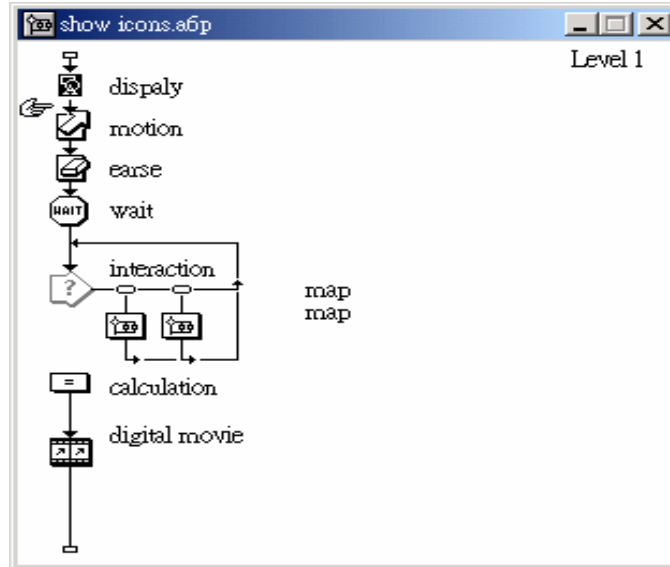 show icons.a6p
Level 1
dispaly
motion
earse
WAIT wait
interaction
?
map
map
= calculation
digital movie